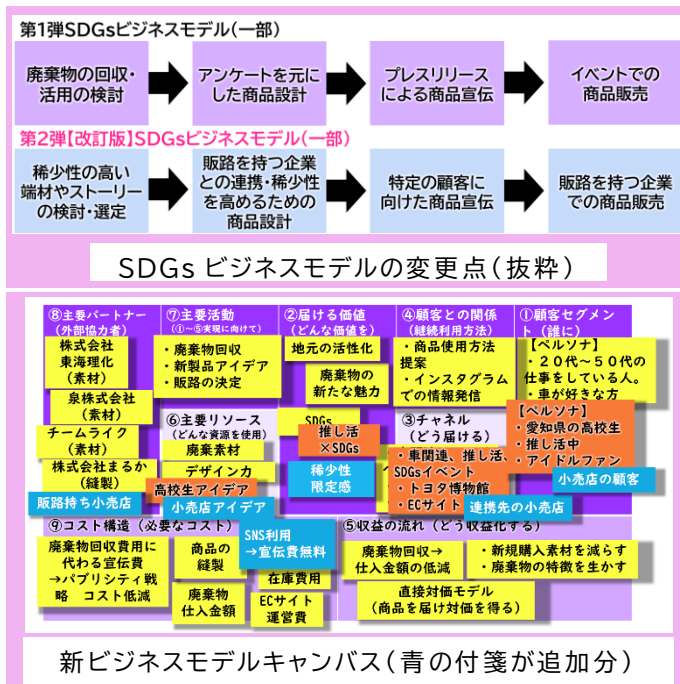 第1弾SDGsビジネスモデル(一部)
廃棄物の回収・
活用の検討
アンケートを元に
した商品設計
プレスリリース
による商品宣伝
イベントでの
商品販売
第2弾【改訂版】SDGsビジネスモデル(一部)
稀少性の高い
端材やストーリー
の検討・選定
販路を持つ企業
との連携・稀少性
を高めるための
商品設計
特定の顧客に
向けた商品宣伝
販路を持つ企業
での商品販売
SDGs ビジネスモデルの変更点(抜粋)
⑧主要パートナー
(外部協力者)
株式会社
東海理化
(素材)
泉株式会社
(素材)
チームライク
(素材)
株式会社まるか
(縫製)
販路持ち小売店
⑦主要活動
(①~⑤実現に向けて)
・廃棄物回収
・新製品アイデア
・販路の決定
⑥主要リソース
(どんな資源を使用)
廃棄素材
デザイン力
高校生アイデア
小売店アイデア
②届ける価値
(どんな価値を)
地元の活性化
廃棄物の
新たな魅力
SDGs
推し活
×SDGs
稀少性
限定感
④顧客との関係
(継続利用方法)
・商品使用方法
提案
・インスタグラム
での情報発信
③チャネル
(どう届ける)
・車関連、推し活、
SDGsイベント
・トヨタ博物館
・ECサイト
連携先の小売店
①顧客セグメン
ト(誰に)
【ペルソナ】
・20代~50代の
仕事をしている人。
・車が好きな方
【ペルソナ】
・愛知県の高校生
・推し活中
・アイドルファン
小売店の顧客
⑨コスト構造(必要なコスト)
廃棄物回収費用に
代わる宣伝費
→パブリシティ戦
略 コスト低減
商品の
縫製
廃棄物
仕入金額
SNS利用
→宣伝費無料
在庫費用
ECサイト
運営費
⑤収益の流れ(どう収益化する)
廃棄物回収→
仕入金額の低減
・新規購入素材を減らす
・廃棄物の特徴を生かす
直接対価モデル
(商品を届け対価を得る)
新ビジネスモデルキャンバス(青の付箋が追加分)